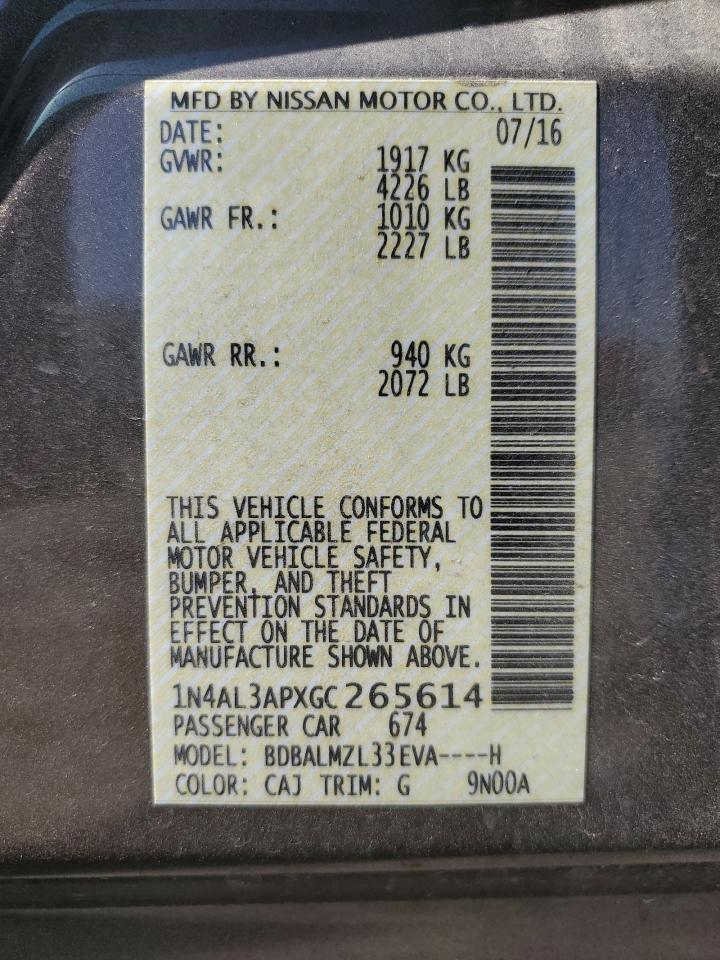 MFD BY NISSAN MOTOR CO., LTD.
DATE: 07/16
GVWR: 1917 KG
4226 LB
GAWR FR.: 1010 KG
2227 LB
GAWR RR.: 940 KG
2072 LB
THIS VEHICLE CONFORMS TO
ALL APPLICABLE FEDERAL
MOTOR VEHICLE SAFETY,
BUMPER, AND THEFT
PREVENTION STANDARDS IN
EFFECT ON THE DATE OF
MANUFACTURE SHOWN ABOVE.
1N4AL3APXGC265614
PASSENGER CAR 674
MODEL: BDBALMZL33EVA----H
COLOR: CAJ TRIM: G 9N00A